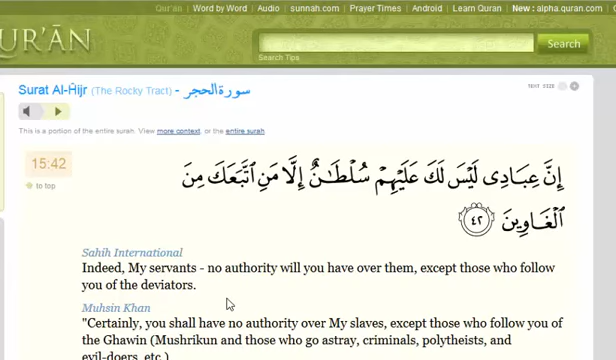 Qur'an | Word by Word | Audio | sunnah.com | Prayer Times | Android | Learn Quran | New: alpha.quran.com |
UR'ĀN
Search
Search Tips
Surat Al-Ĥijr (The Rocky Tract) - سورة الحجر
TEXT SIZE
This is a portion of the entire surah. View more context, or the entire surah.
15:42
to top
إِنَّ عِبَادِى لَيْسَ لَكَ عَلَيْهِمْ سُلْطَـٰنٌ إِلَّا مَنِ ٱتَّبَعَكَ مِنَ
ٱلْغَاوِينَ ٤٢
Sahih International
Indeed, My servants - no authority will you have over them, except those who follow
you of the deviators.
Muhsin Khan
"Certainly, you shall have no authority over My slaves, except those who follow you of
the Ghawin (Mushrikun and those who go astray, criminals, polytheists, and
evil-doers, etc.)